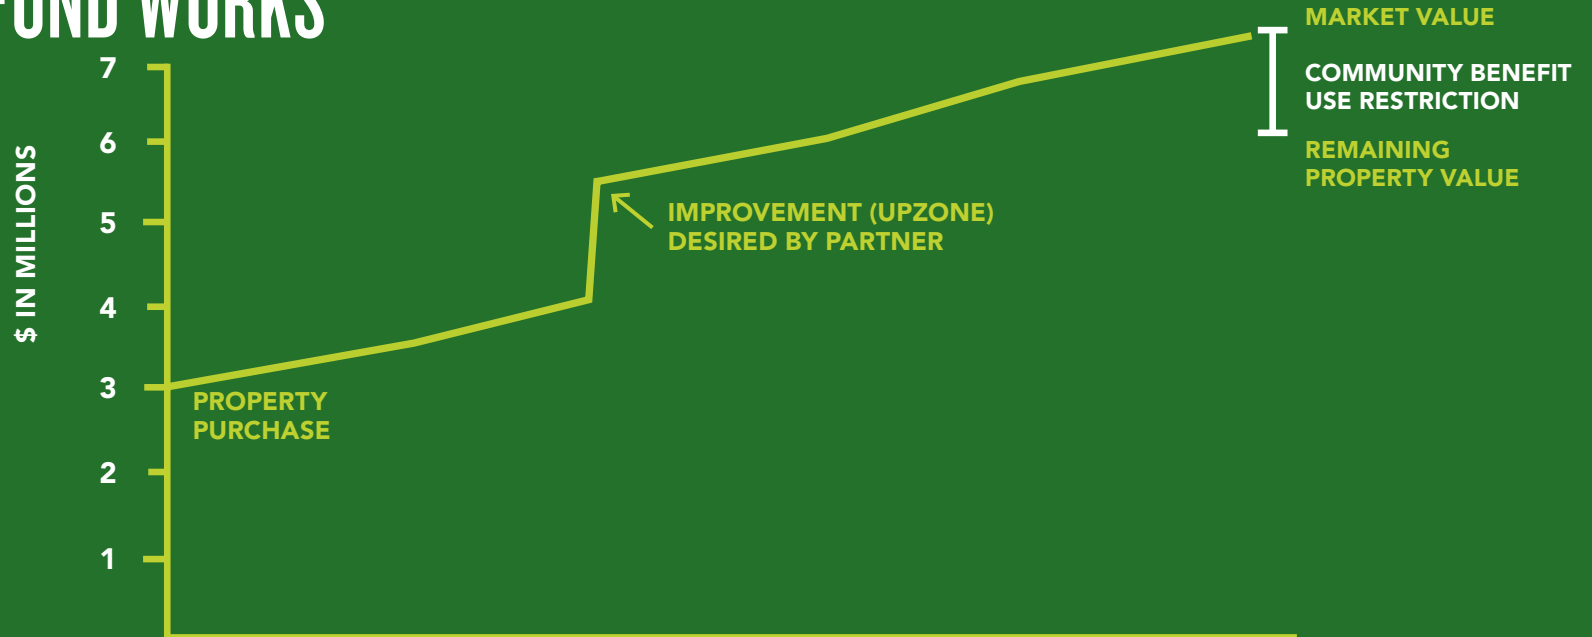 FUND WORKS
MARKET VALUE
COMMUNITY BENEFIT
USE RESTRICTION
REMAINING
PROPERTY VALUE
7
6
5
4
3
2
1
$ IN MILLIONS
IMPROVEMENT (UPZONE)
DESIRED BY PARTNER
PROPERTY
PURCHASE